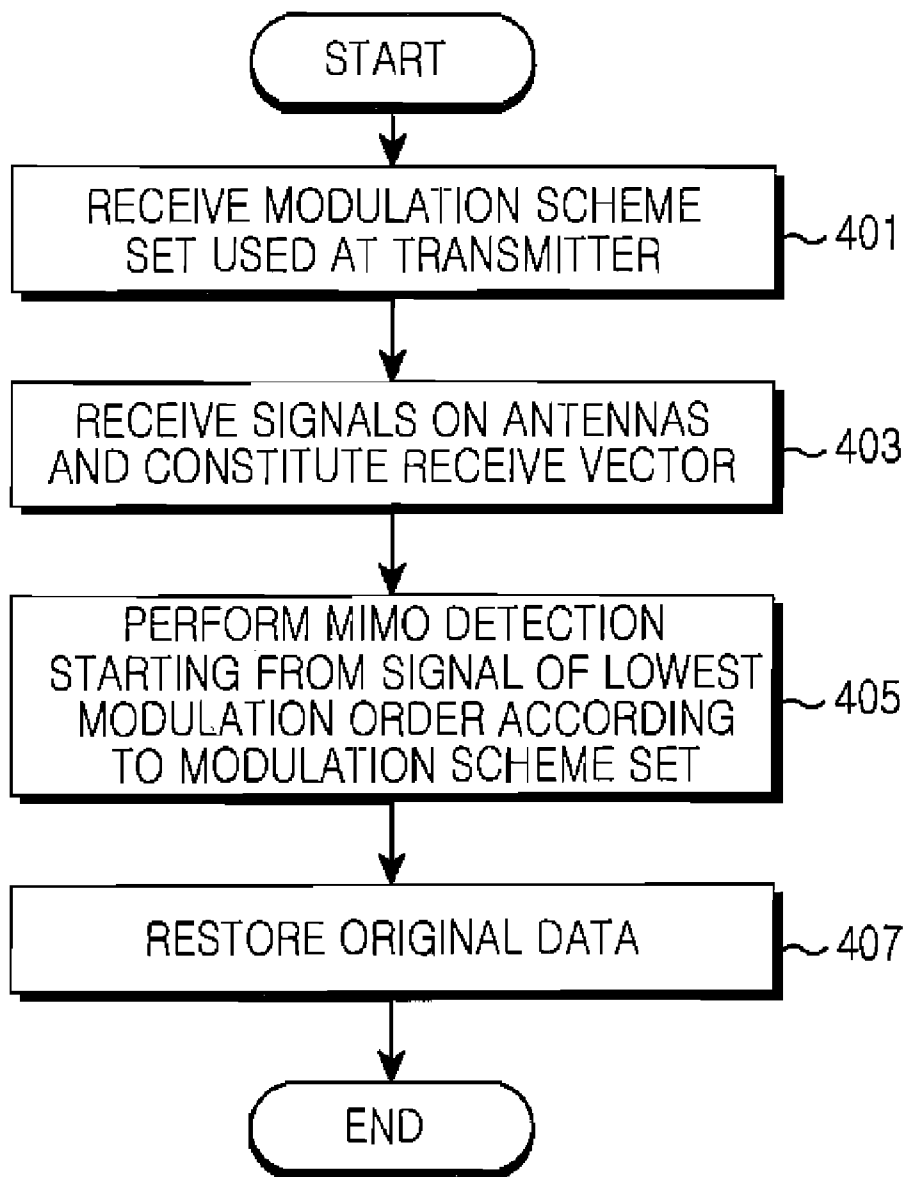 START
RECEIVE MODULATION SCHEME
SET USED AT TRANSMITTER
401
RECEIVE SIGNALS ON ANTENNAS
AND CONSTITUTE RECEIVE VECTOR
403
PERFORM MIMO DETECTION
STARTING FROM SIGNAL OF LOWEST
MODULATION ORDER ACCORDING
TO MODULATION SCHEME SET
405
RESTORE ORIGINAL DATA
407
END